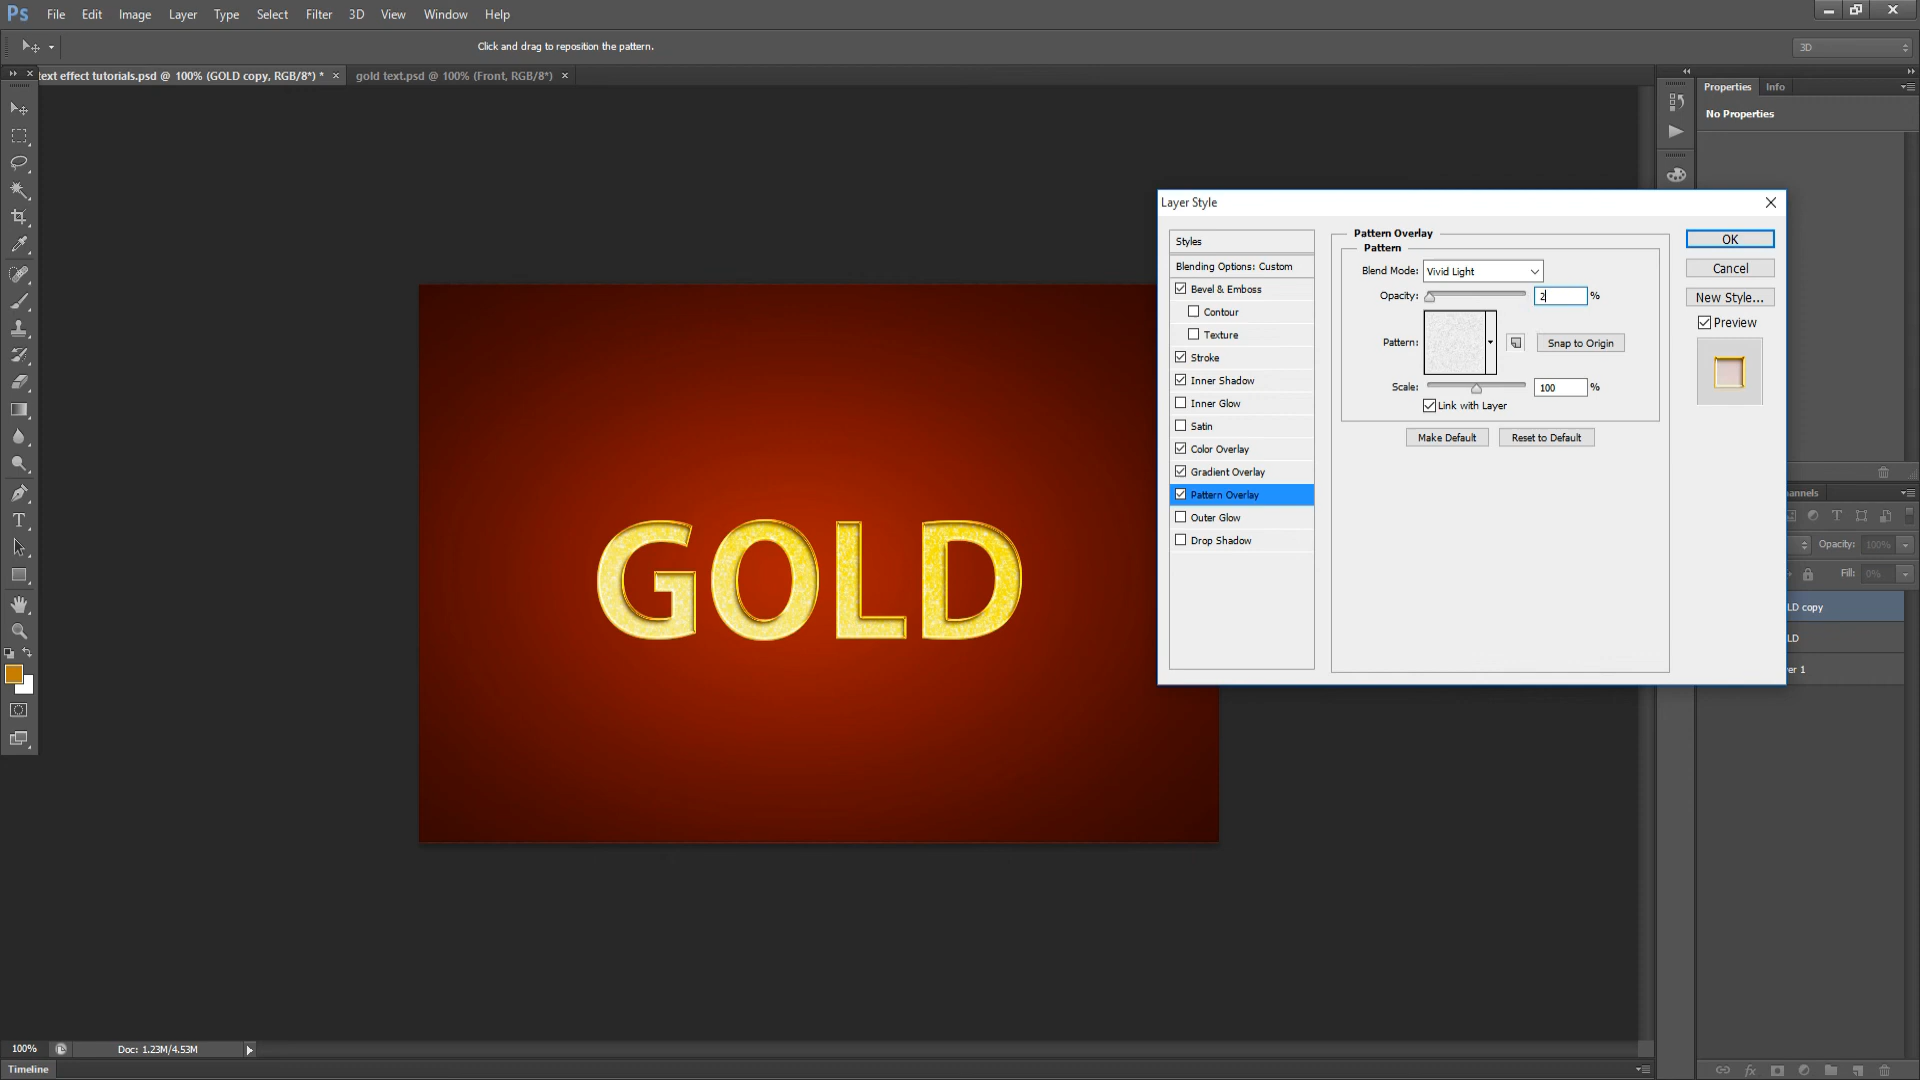 Ps File Edit Image Layer Type Select Filter 3D View Window Help
Click and drag to reposition the pattern.
3D
text effect tutorials.psd @ 100% (GOLD copy, RGB/8*) * × gold text.psd @ 100% (Front, RGB/8*) ×
Properties Info
No Properties
Layer Style
Styles
Blending Options: Custom
Bevel & Emboss
Contour
Texture
Stroke
Inner Shadow
Inner Glow
Satin
Color Overlay
Gradient Overlay
Pattern Overlay
Outer Glow
Drop Shadow
Pattern Overlay
Pattern
Blend Mode: Vivid Light
Opacity: 2 %
Pattern: Snap to Origin
Scale: 100 %
Link with Layer
Make Default Reset to Default
OK
Cancel
New Style...
Preview
GOLD
annels
Opacity: 100%
Fill: 0%
LD copy
LD
er 1
T
100% Doc: 1.23M/4.53M
Timeline
fx